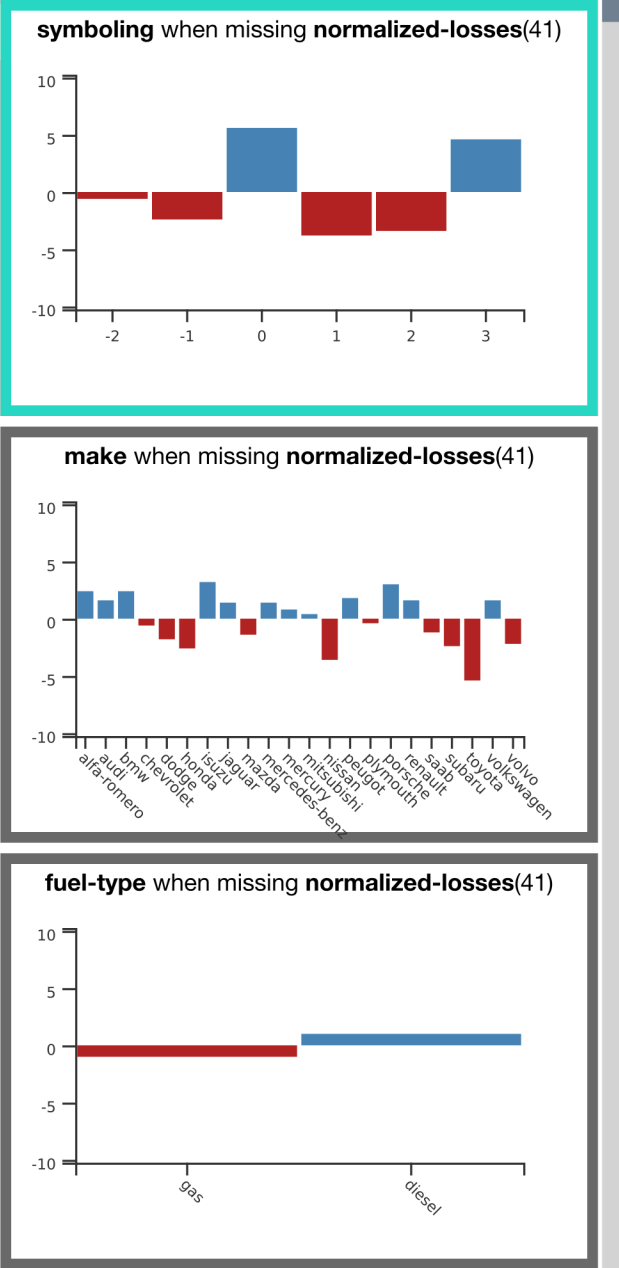 symboling when missing normalized-losses(41)
10
5
0
-5
-10
-2 -1 0 1 2 3
make when missing normalized-losses(41)
10
5
0
-5
-10
alfa-romero audi bmw chevrolet dodge honda isuzu jaguar mazda mercedes-benz mercury mitsubishi nissan peugot plymouth porsche renault saab subaru toyota volkswagen volvo
fuel-type when missing normalized-losses(41)
10
5
0
-5
-10
gas diesel